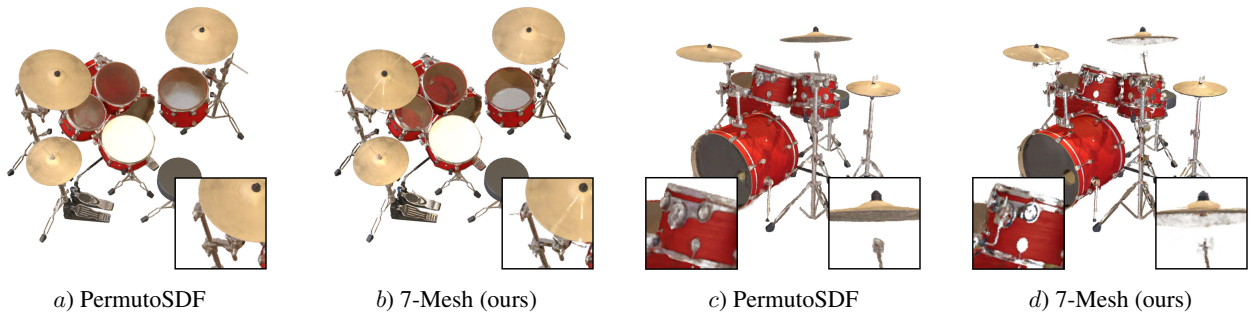 a) PermutoSDF
b) 7-Mesh (ours)
c) PermutoSDF
d) 7-Mesh (ours)